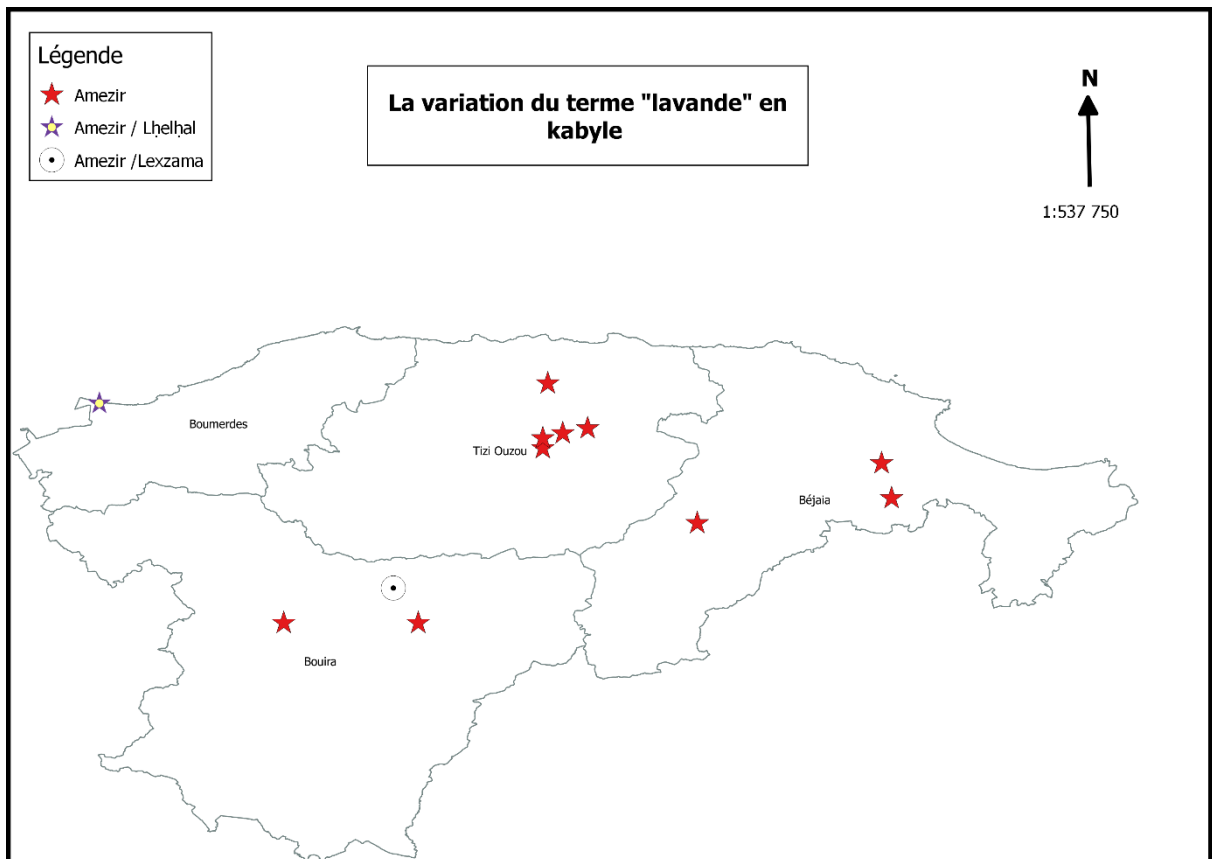 Légende
Amezir
Amezir / Lḥelḥal
Amezir /Lexzama
La variation du terme "lavande" en
kabyle
N
1:537 750
Boumerdes
Tizi Ouzou
Béjaia
Bouira